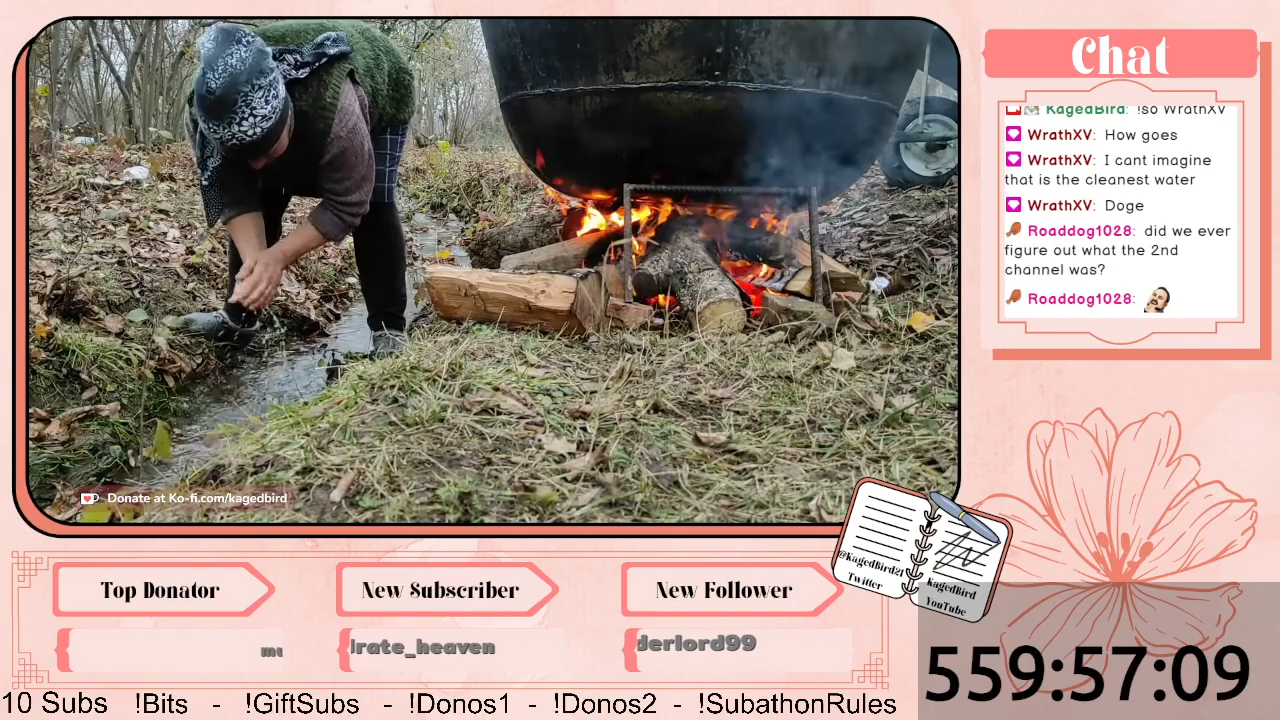 Chat
KagedBird: !so WrathXV
WrathXV: How goes
WrathXV: I cant imagine
that is the cleanest water
WrathXV: Doge
Roaddog1028: did we ever
figure out what the 2nd
channel was?
Roaddog1028:
Donate at Ko-fi.com/kagedbird
@KagedBird21
Twitter
KagedBird
YouTube
Top Donator
New Subscriber
New Follower
irate_heaven
derlord99
559:57:09
10 Subs !Bits - !GiftSubs - !Donos1 - !Donos2 - !SubathonRules